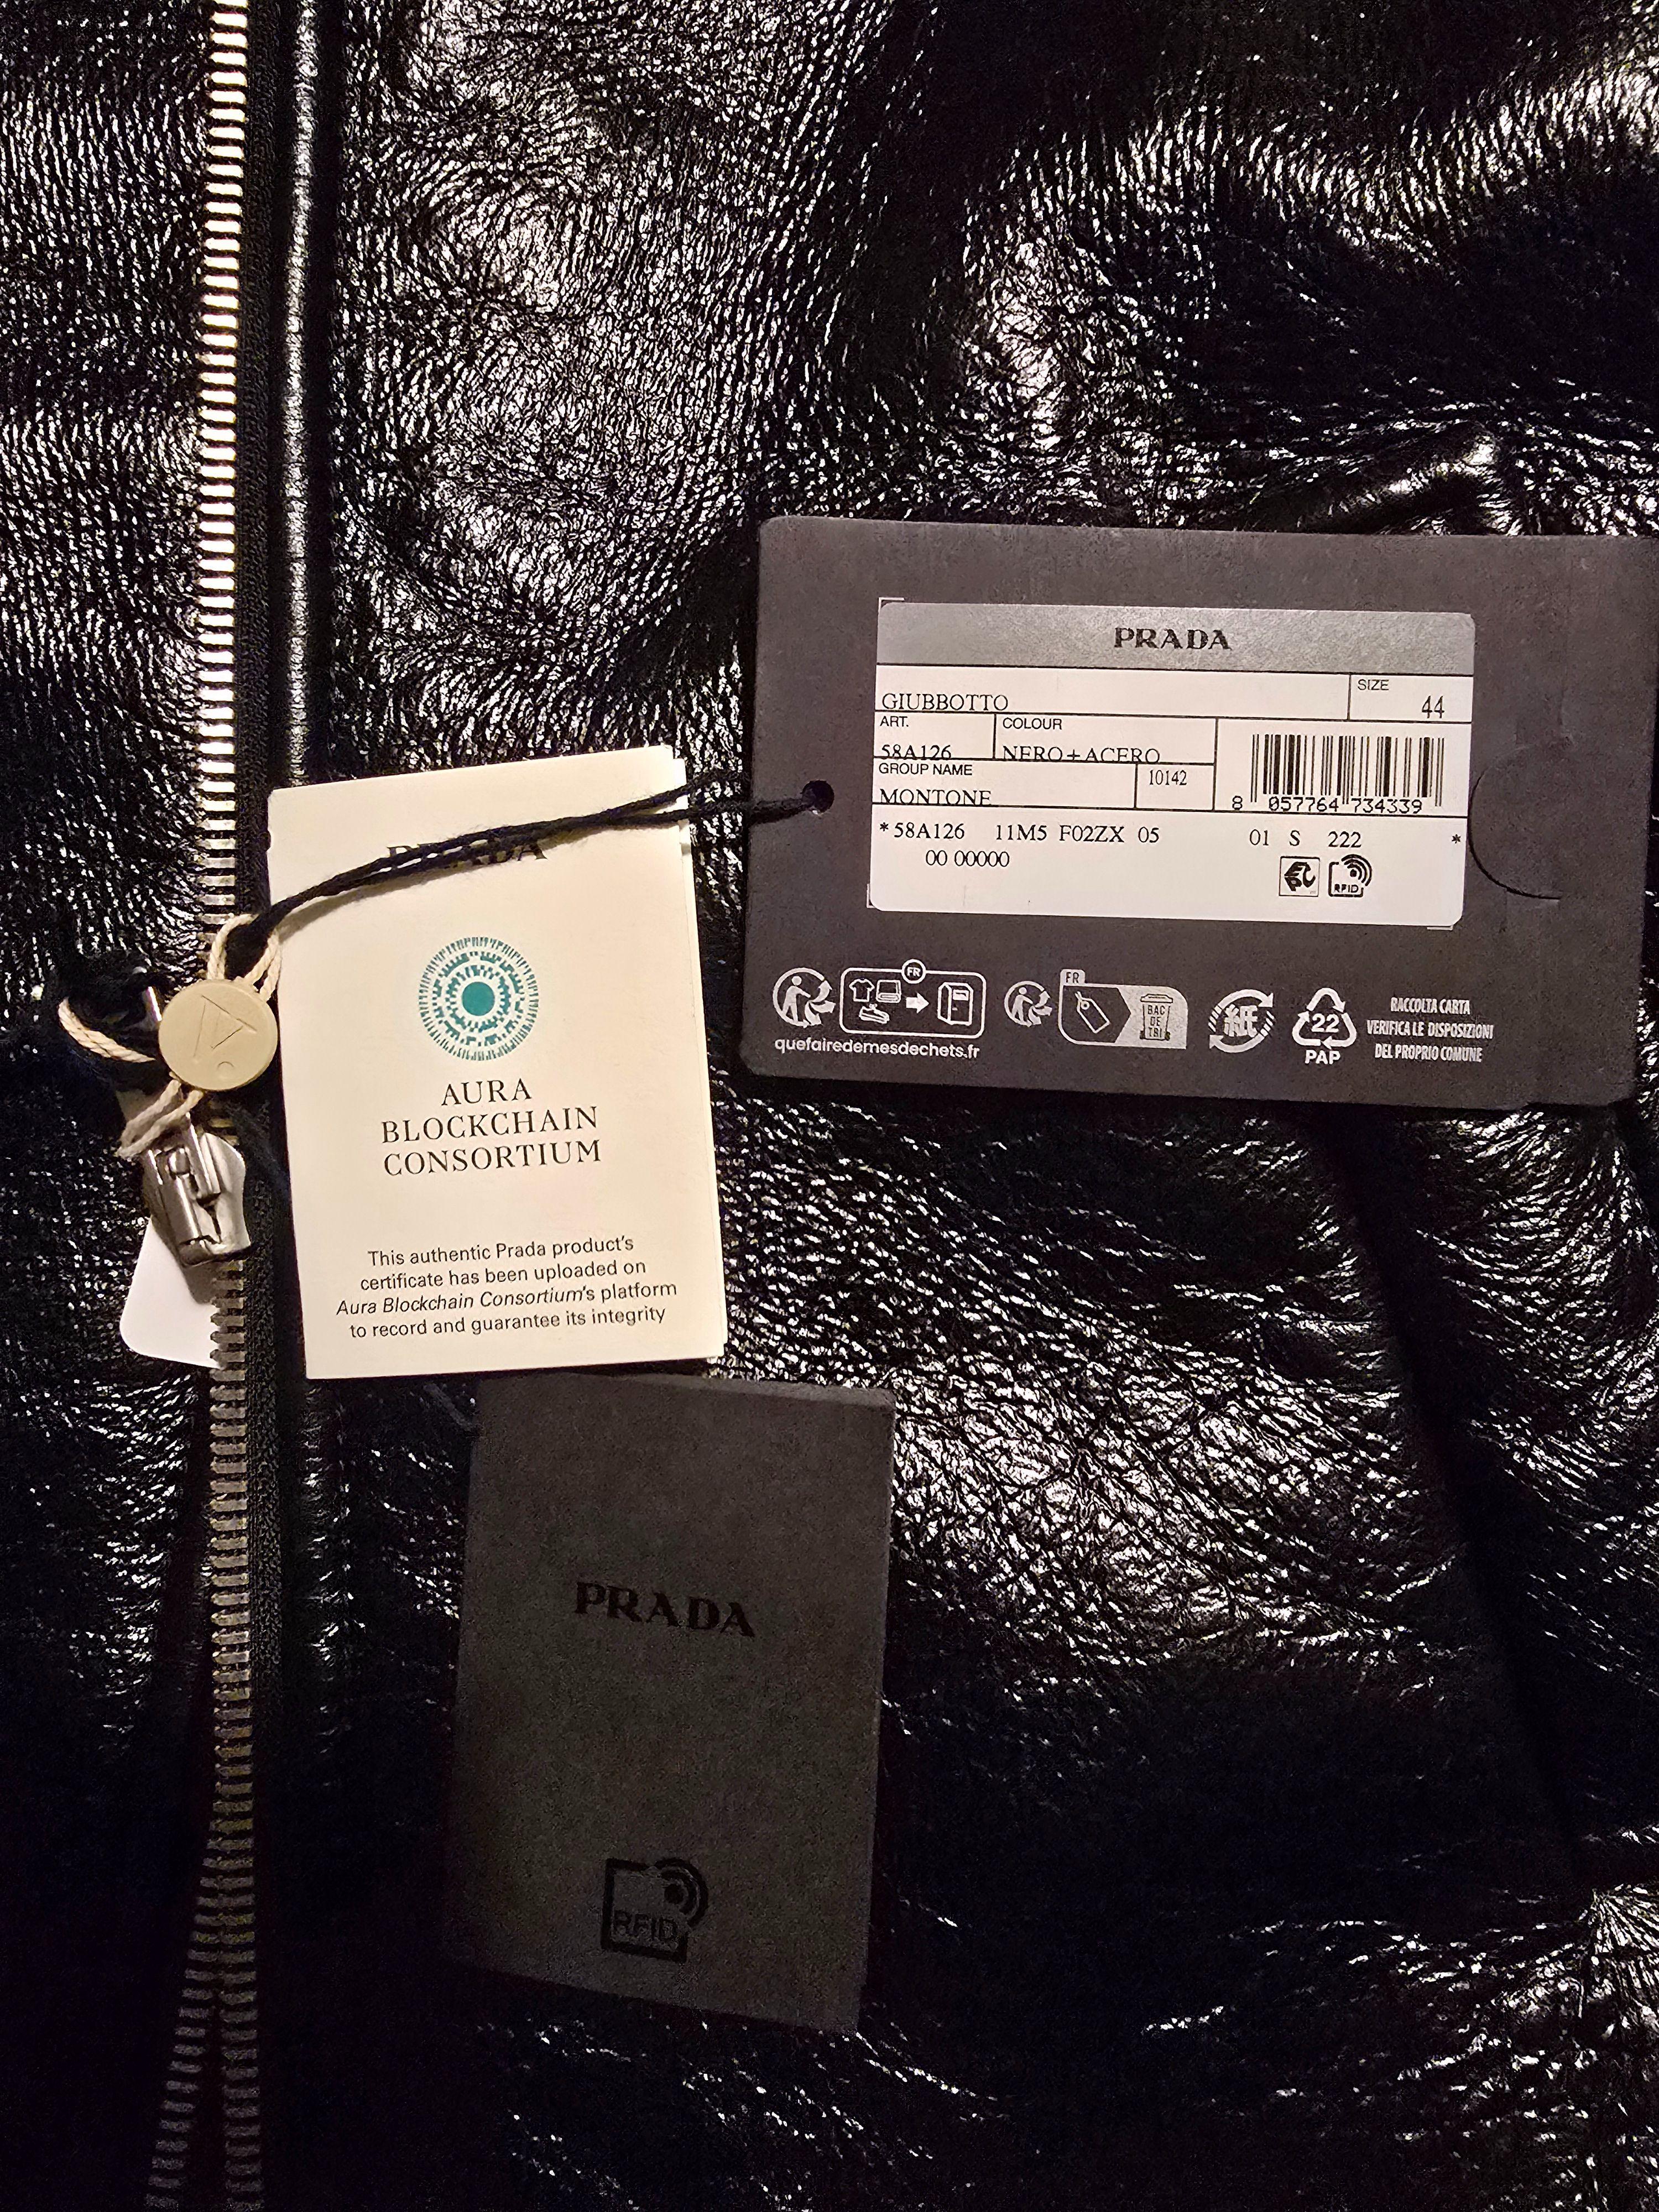 PRADA
GIUBBOTTO
SIZE
44
ART.
58A126
COLOUR
NERO+ACERO
GROUP NAME
MONTONE
10142
8 057764 734339
*58A126 11M5 F02ZX 05 01 S 222 *
00 00000
RFID
FR
quefairedemesdechets.fr
FR
BAC
DE
TRI
22
PAP
RACCOLTA CARTA
VERIFICA LE DISPOSIZIONI
DEL PROPRIO COMUNE
PRADA
AURA
BLOCKCHAIN
CONSORTIUM
This authentic Prada product's
certificate has been uploaded on
Aura Blockchain Consortium's platform
to record and guarantee its integrity
PRADA
RFID